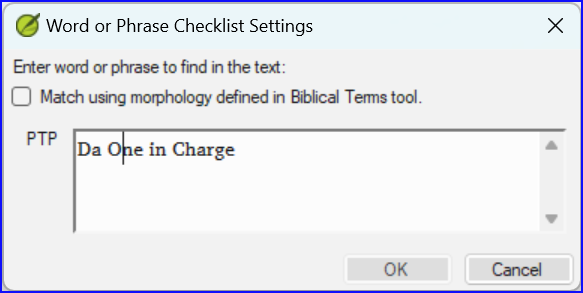 Word or Phrase Checklist Settings
Enter word or phrase to find in the text:
Match using morphology defined in Biblical Terms tool.
PTP
Da One in Charge
OK Cancel